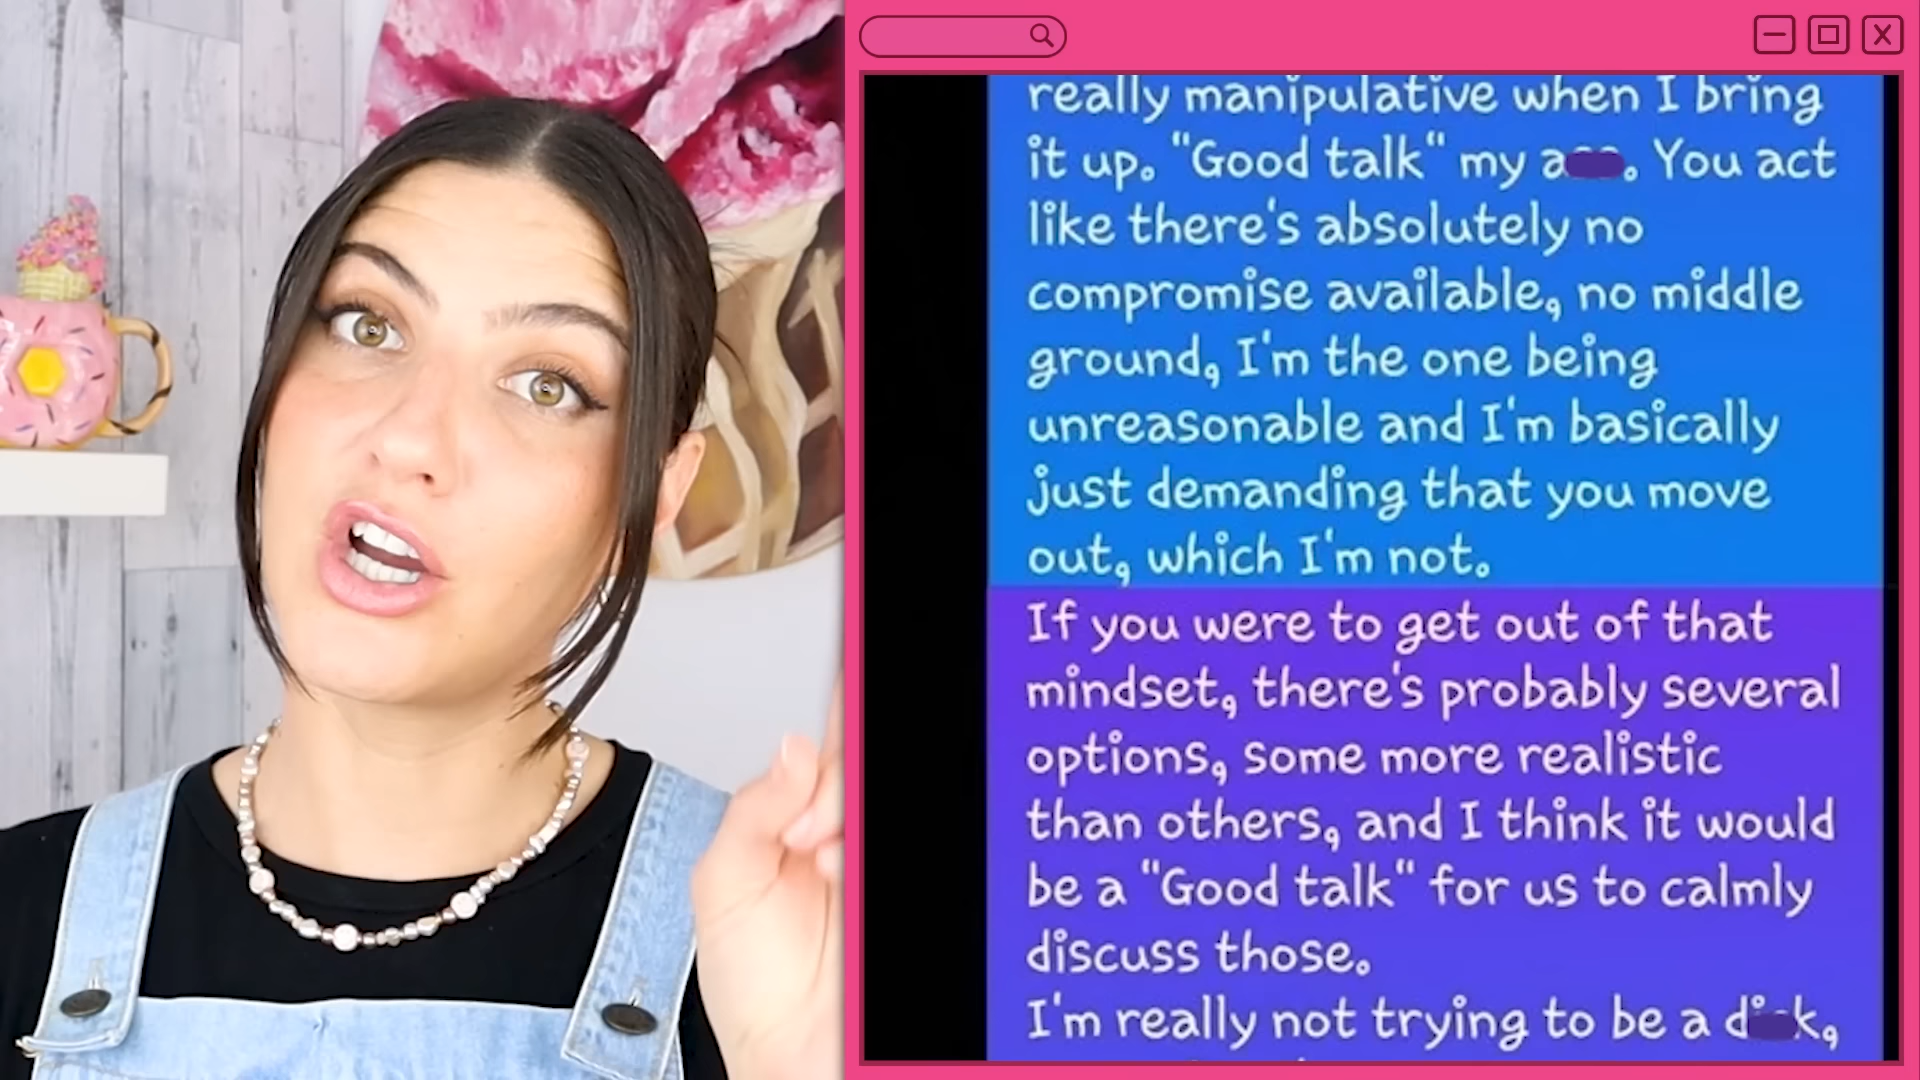 really manipulative when I bring
it up. "Good talk" my a. You act
like there's absolutely no
compromise available, no middle
ground, I'm the one being
unreasonable and I'm basically
just demanding that you move
out, which I'm not.
If you were to get out of that
mindset, there's probably several
options, some more realistic
than others, and I think it would
be a "Good talk" for us to calmly
discuss those.
I'm really not trying to be a d k,